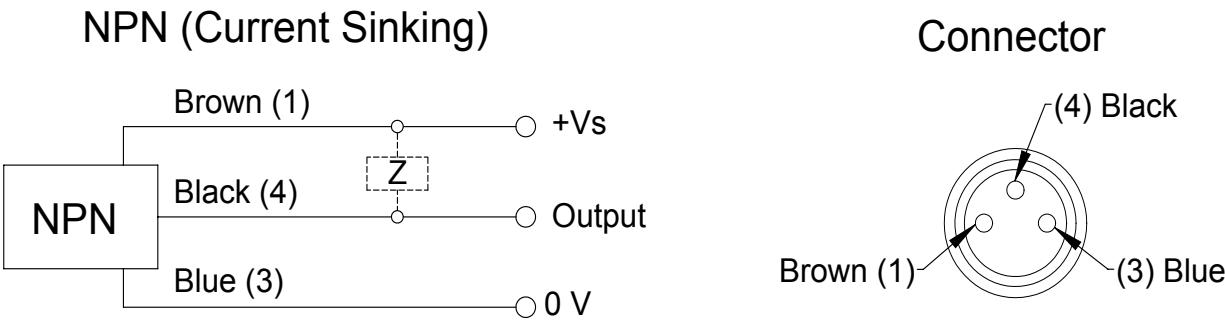 NPN (Current Sinking)
Connector
Brown (1)
+Vs
(4) Black
Z
NPN
Black (4)
Output
Blue (3)
0 V
Brown (1)
(3) Blue